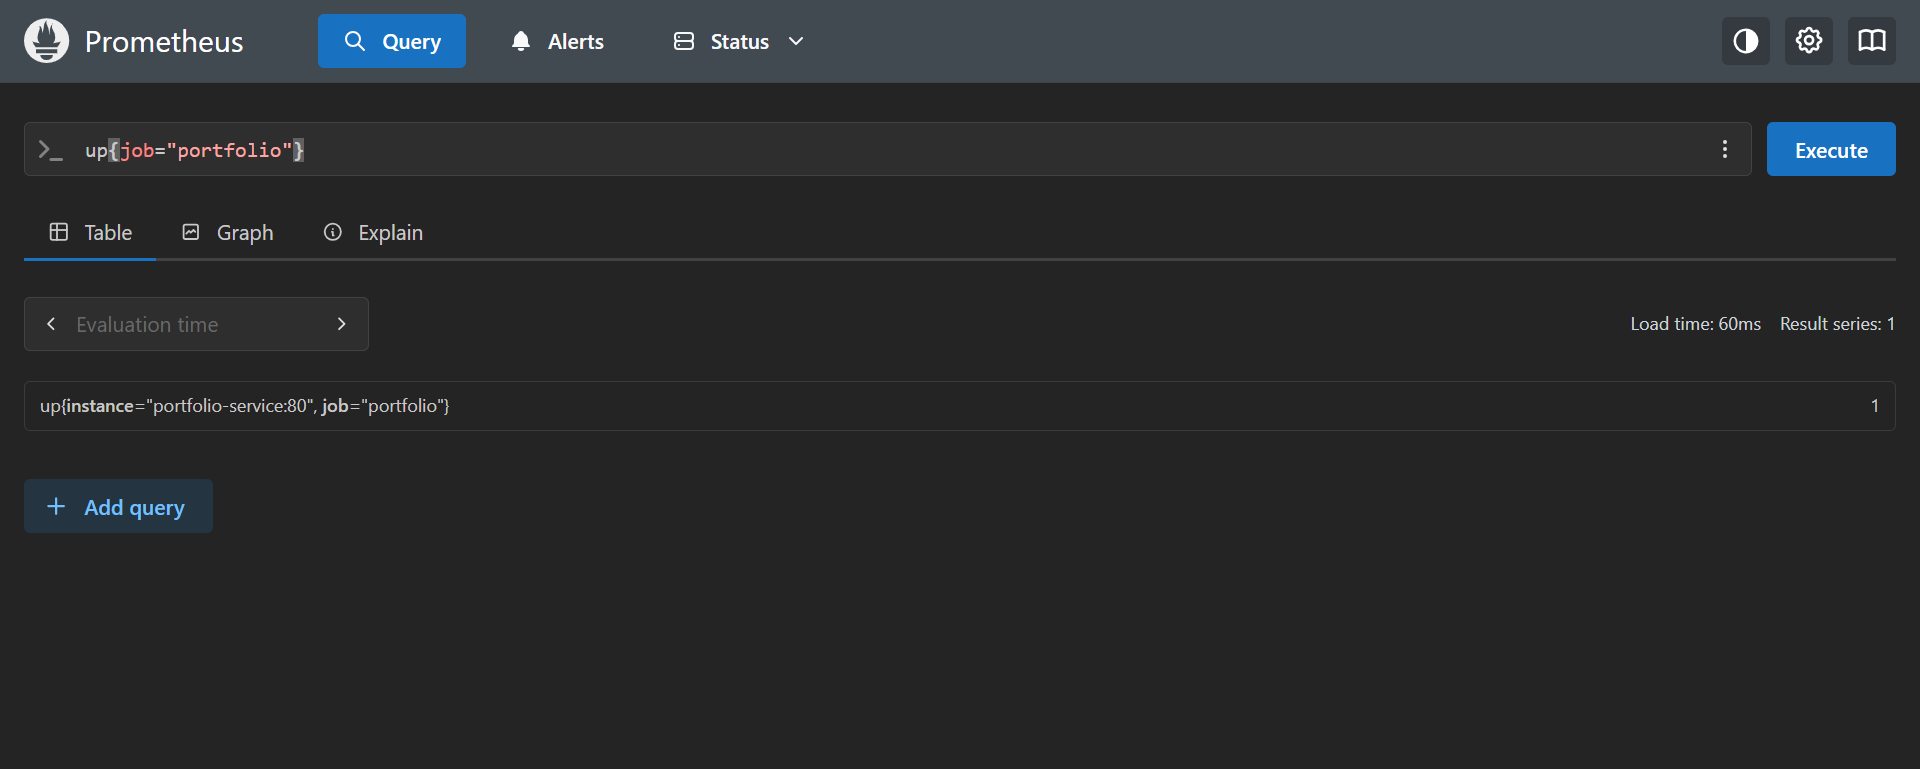 Prometheus Query Alerts Status
up{job="portfolio"} Execute
Table Graph Explain
Evaluation time Load time: 60ms Result series: 1
up{instance="portfolio-service:80", job="portfolio"} 1
Add query